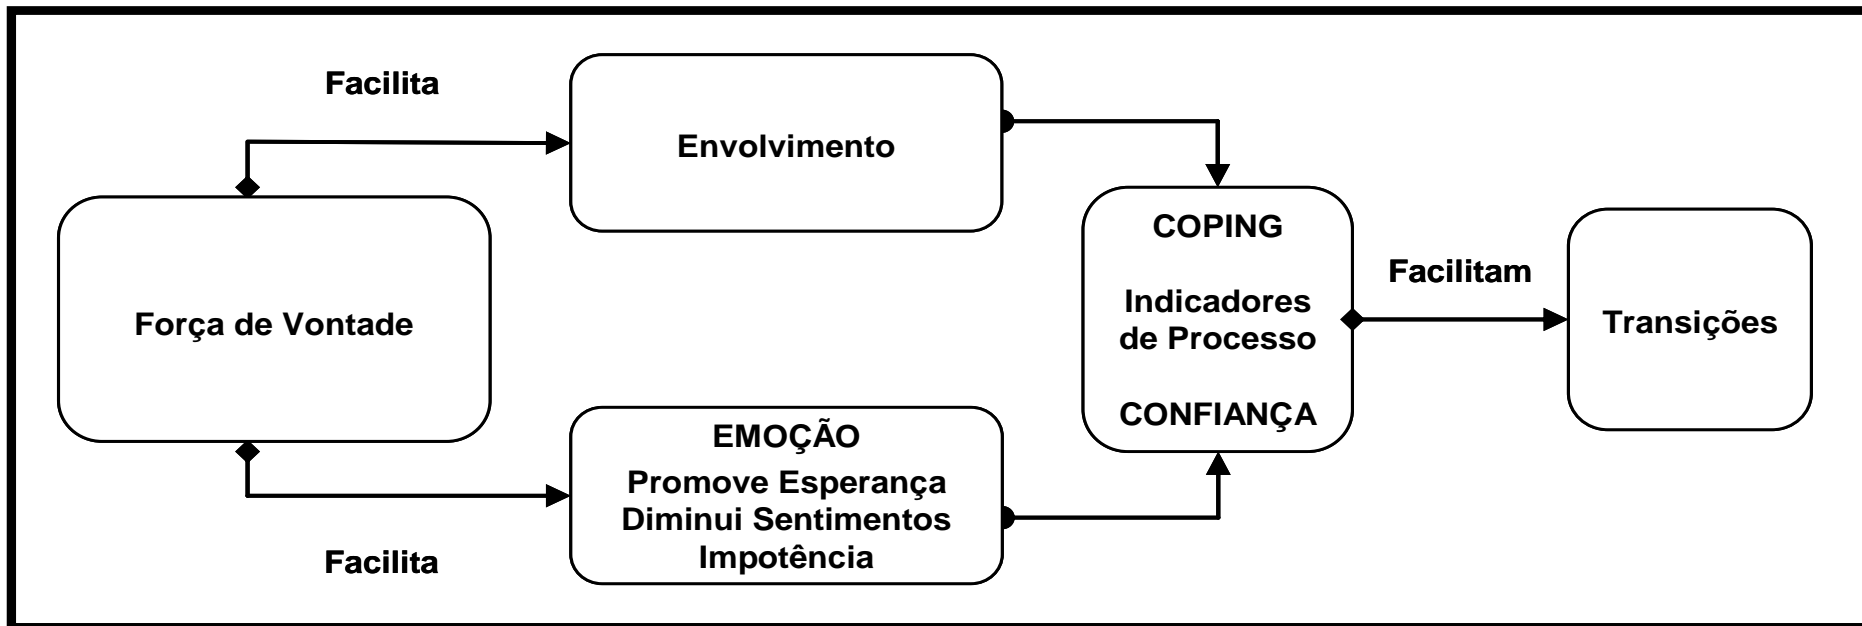 Facilita
Envolvimento
Força de Vontade
EMOÇÃO
Promove Esperança
Diminui Sentimentos
Impotência
Facilita
COPING
Indicadores
de Processo
CONFIANÇA
Facilitam
Transições